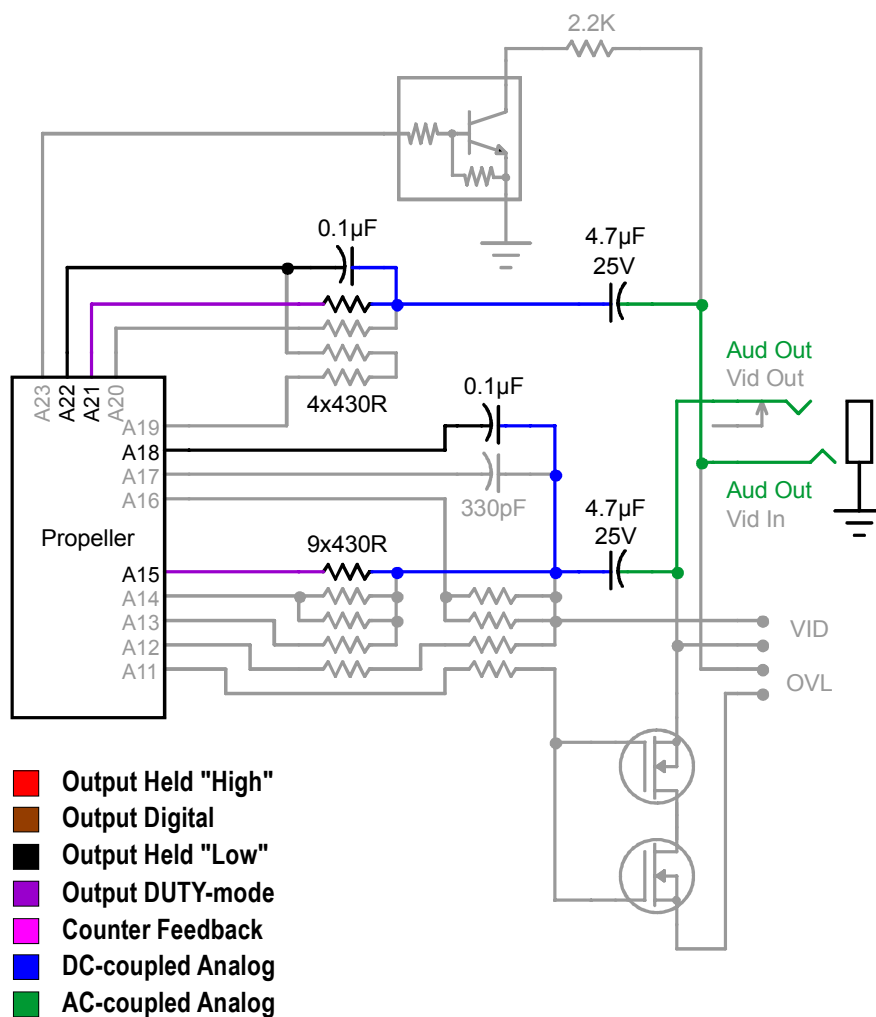 2.2K
0.1µF
4.7µF
25V
Aud Out
Vid Out
A23
A22
A21
A20
4x430R
0.1µF
A19
A18
A17
A16
330pF
4.7µF
25V
Aud Out
Vid In
Propeller
9x430R
A15
A14
A13
A12
A11
VID
OVL
Output Held "High"
Output Digital
Output Held "Low"
Output DUTY-mode
Counter Feedback
DC-coupled Analog
AC-coupled Analog